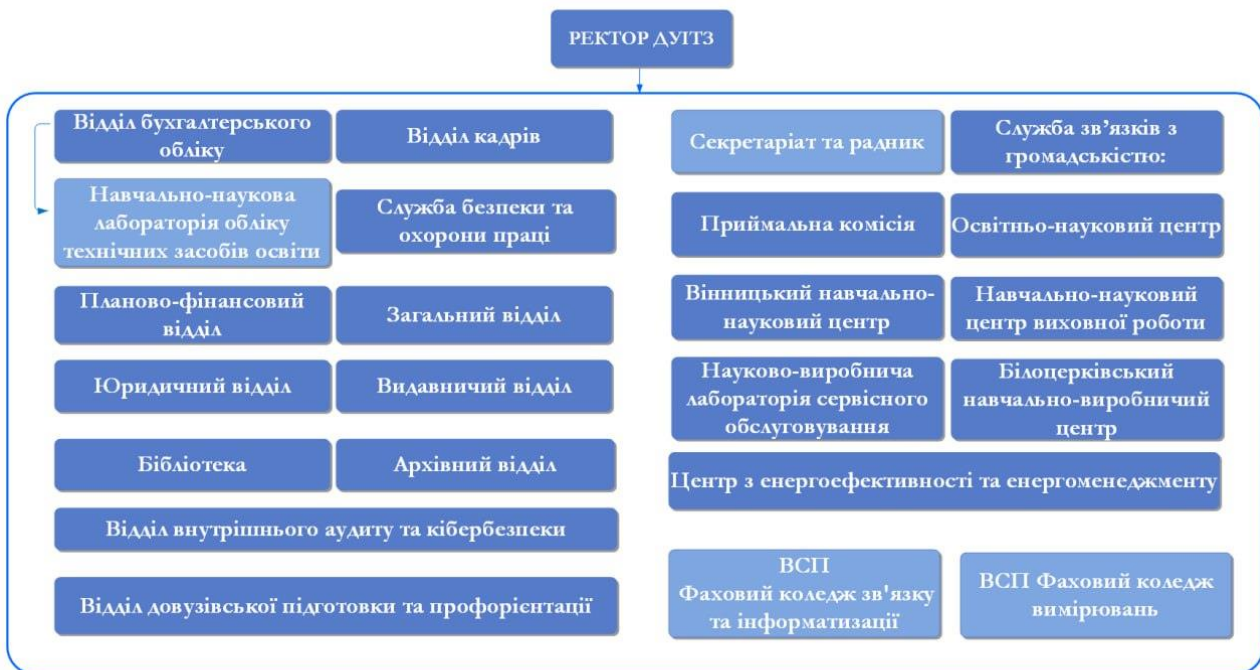 РЕКТОР ДУІТЗ
Відділ бухгалтерського
обліку
Відділ кадрів
Навчально-наукова
лабораторія обліку
технічних засобів освіти
Служба безпеки та
охорони праці
Планово-фінансовий
відділ
Загальний відділ
Юридичний відділ
Видавничий відділ
Бібліотека
Архівний відділ
Відділ внутрішнього аудиту та кібербезпеки
Відділ довузівської підготовки та профорієнтації
Секретаріат та радник
Служба зв’язків з
громадськістю:
Приймальна комісія
Освітньо-науковий центр
Вінницький навчально-
науковий центр
Навчально-науковий
центр виховної роботи
Науково-виробнича
лабораторія сервісного
обслуговування
Білоцерківський
навчально-виробничий
центр
Центр з енергоефективності та енергоменеджменту
ВСП
Фаховий коледж зв'язку
та інформатизації
ВСП Фаховий коледж
вимірювань